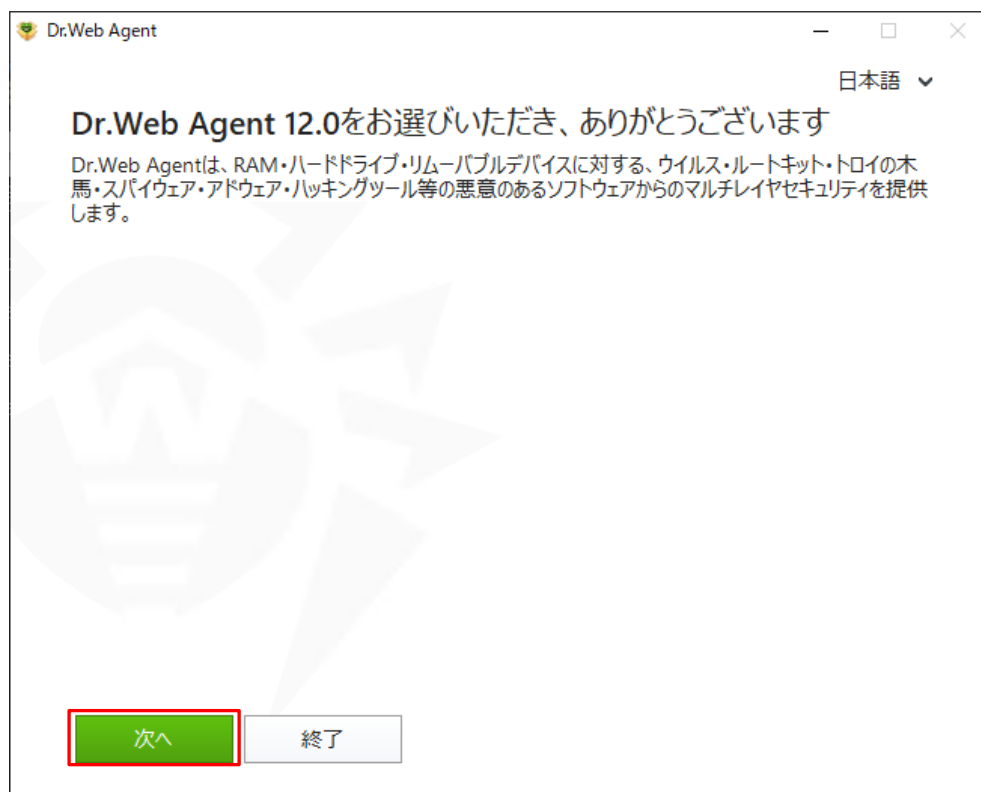 Dr.Web Agent
日本語
Dr.Web Agent 12.0をお選びいただき、ありがとうございます
Dr.Web Agentは、RAM・ハードドライブ・リムーバブルデバイスに対する、ウイルス・ルートキット・トロイの木
馬・スパイウェア・アドウェア・ハッキングツール等の悪意のあるソフトウェアからのマルチレイヤセキュリティを提供
します。
次へ
終了